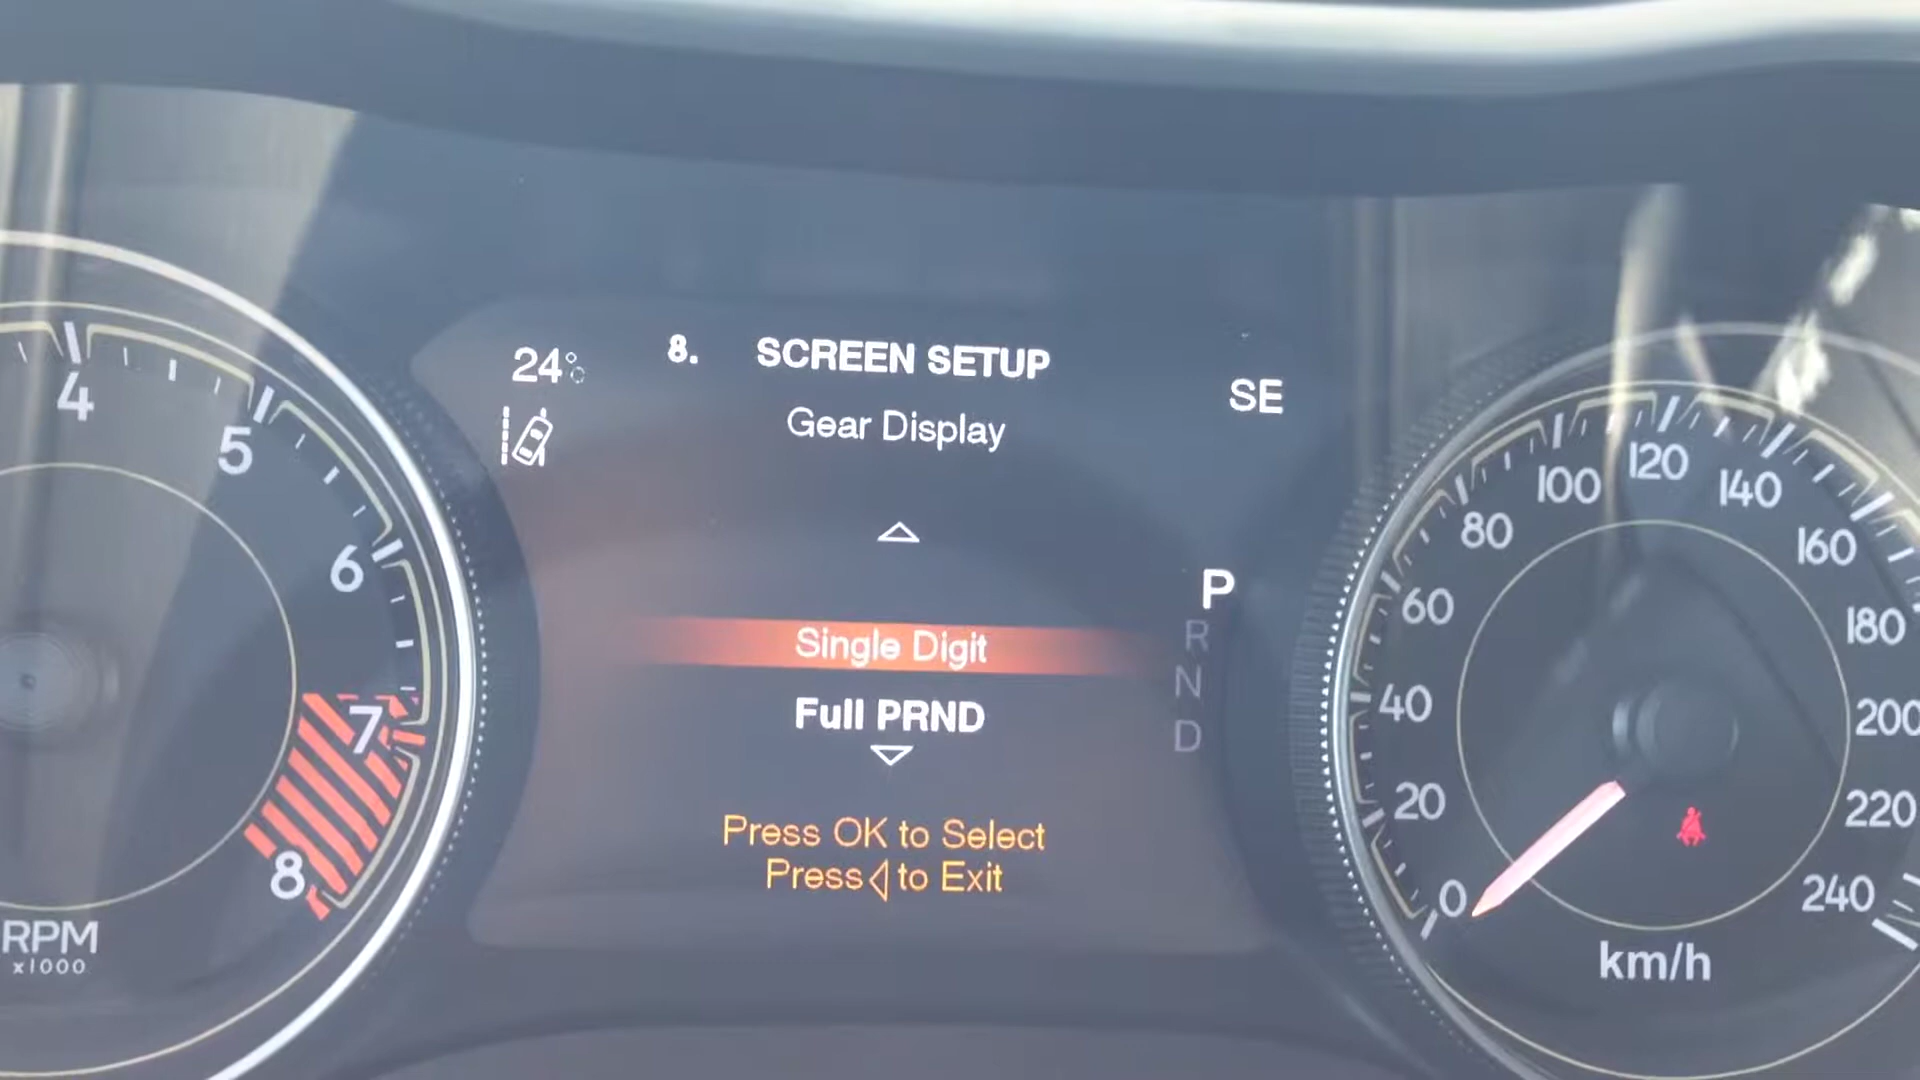 4
5
6
7
8
RPM
x1000
24°
8. SCREEN SETUP
SE
Gear Display
Single Digit
Full PRND
Press OK to Select
Press ◁ to Exit
P
R
N
D
0
20
40
60
80
100
120
140
160
180
200
220
240
km/h